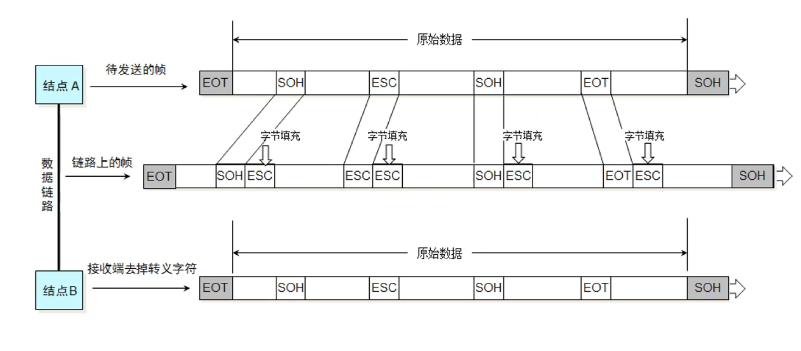 原始数据
结点 A
待发送的帧
EOT SOH ESC SOH EOT SOH
字节填充 字节填充 字节填充 字节填充
数据链路
链路上的帧
EOT SOH ESC ESC ESC SOH ESC EOT ESC SOH
原始数据
结点B
接收端去掉转义字符
EOT SOH ESC SOH EOT SOH